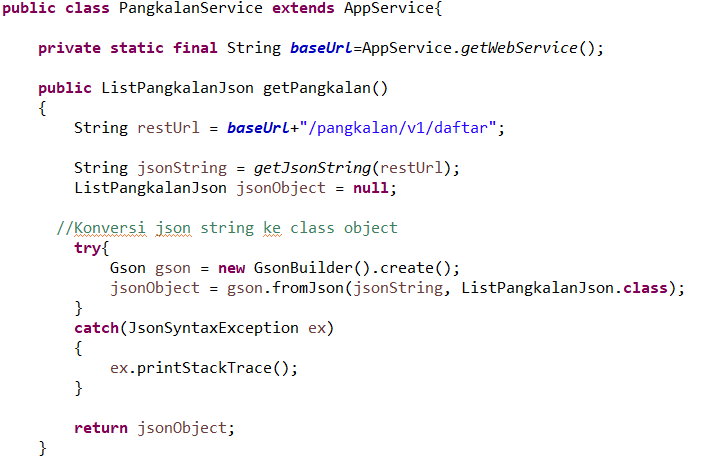 public class PangkalanService extends AppService{
private static final String baseUrl=AppService.getWebService();
public ListPangkalanJson getPangkalan()
{
String restUrl = baseUrl+"/pangkalan/v1/daftar";
String jsonString = getJsonString(restUrl);
ListPangkalanJson jsonObject = null;
//Konversi json string ke class object
try{
Gson gson = new GsonBuilder().create();
jsonObject = gson.fromJson(jsonString, ListPangkalanJson.class);
}
catch(JsonSyntaxException ex)
{
ex.printStackTrace();
}
return jsonObject;
}